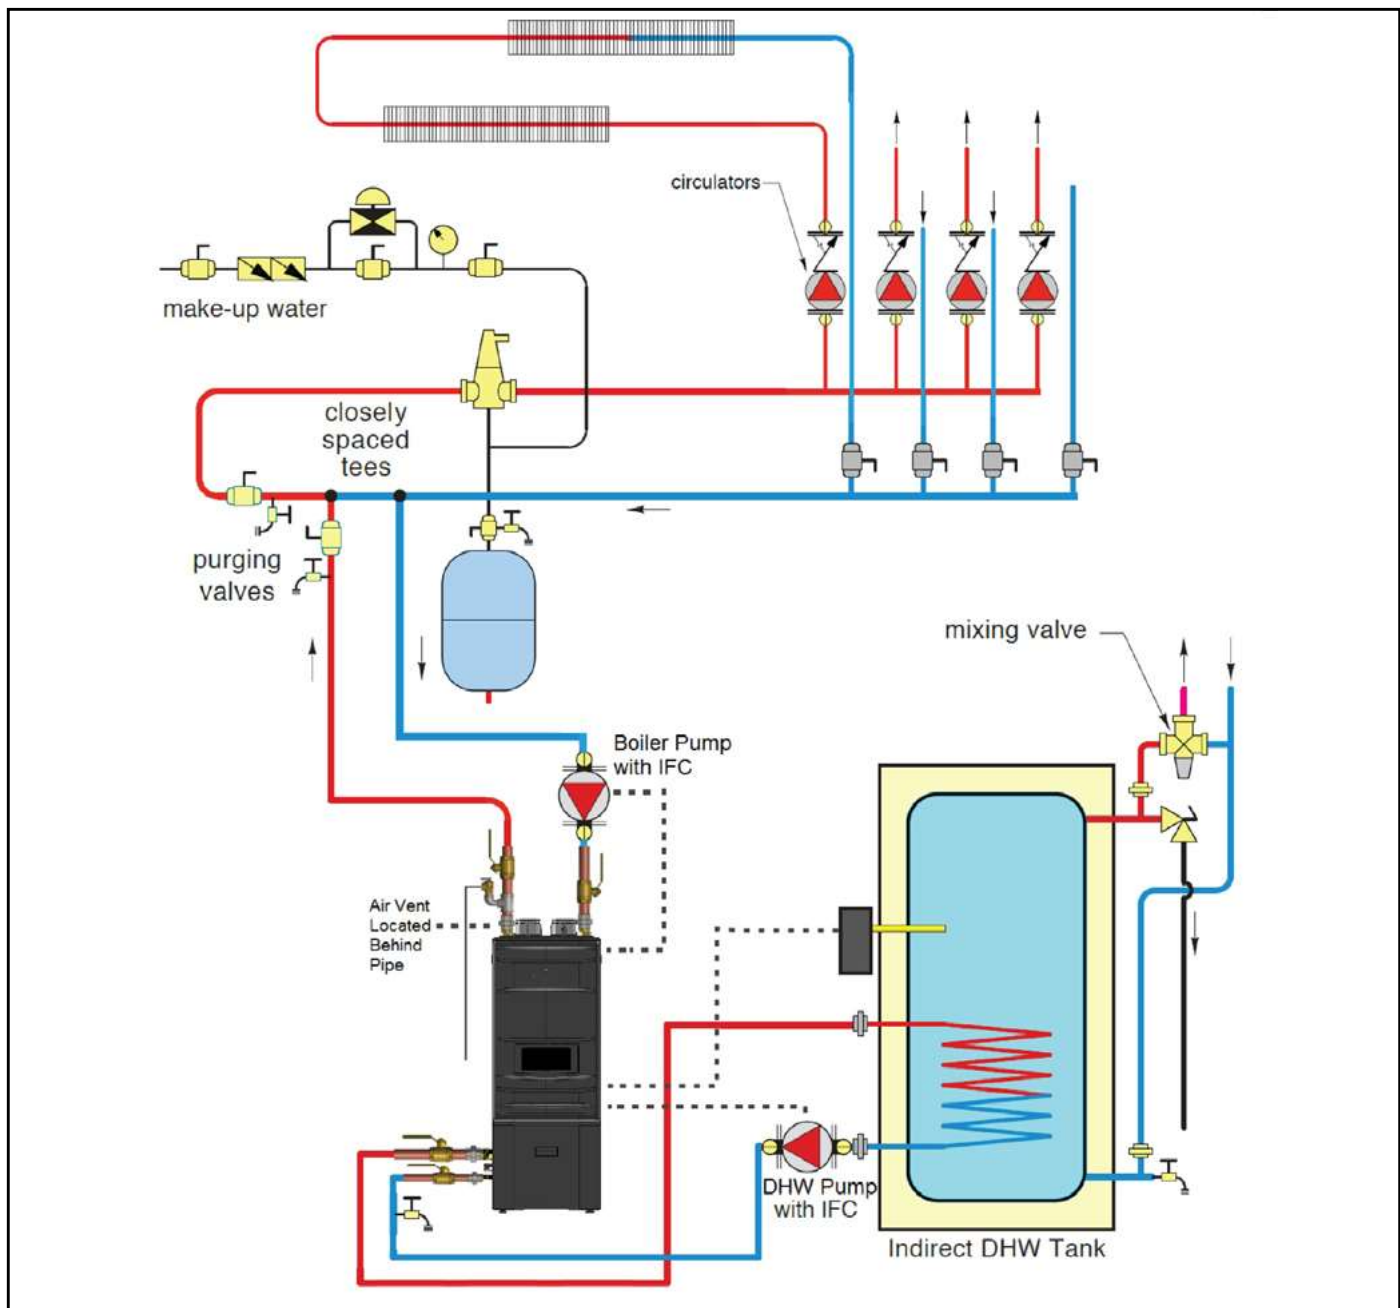 circulators
make-up water
closely
spaced
tees
purging
valves
mixing valve
Boiler Pump
with IFC
Air Vent
Located
Behind
Pipe
DHW Pump
with IFC
Indirect DHW Tank